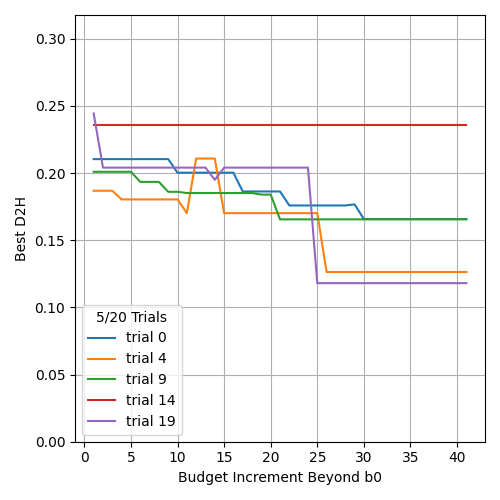 0.30
0.25
0.20
0.15
0.10
0.05
0.00
Best D2H
5/20 Trials
trial 0
trial 4
trial 9
trial 14
trial 19
0 5 10 15 20 25 30 35 40
Budget Increment Beyond b0